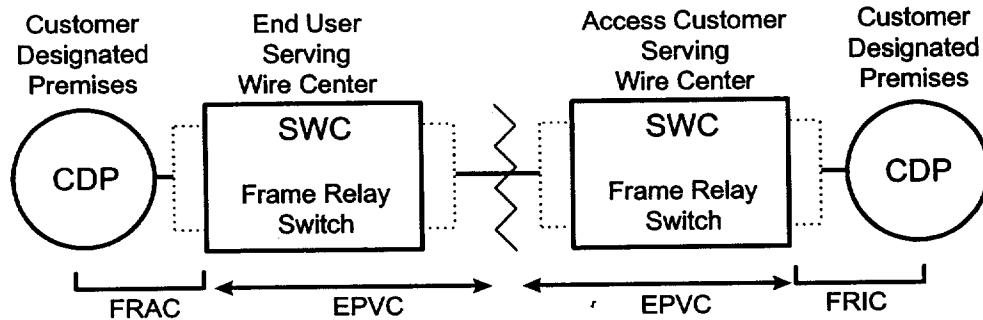 Customer
Designated
Premises
End User
Serving
Wire Center
Access Customer
Serving
Wire Center
Customer
Designated
Premises
CDP
SWC
Frame Relay
Switch
SWC
Frame Relay
Switch
CDP
FRAC
EPVC
EPVC
FRIC